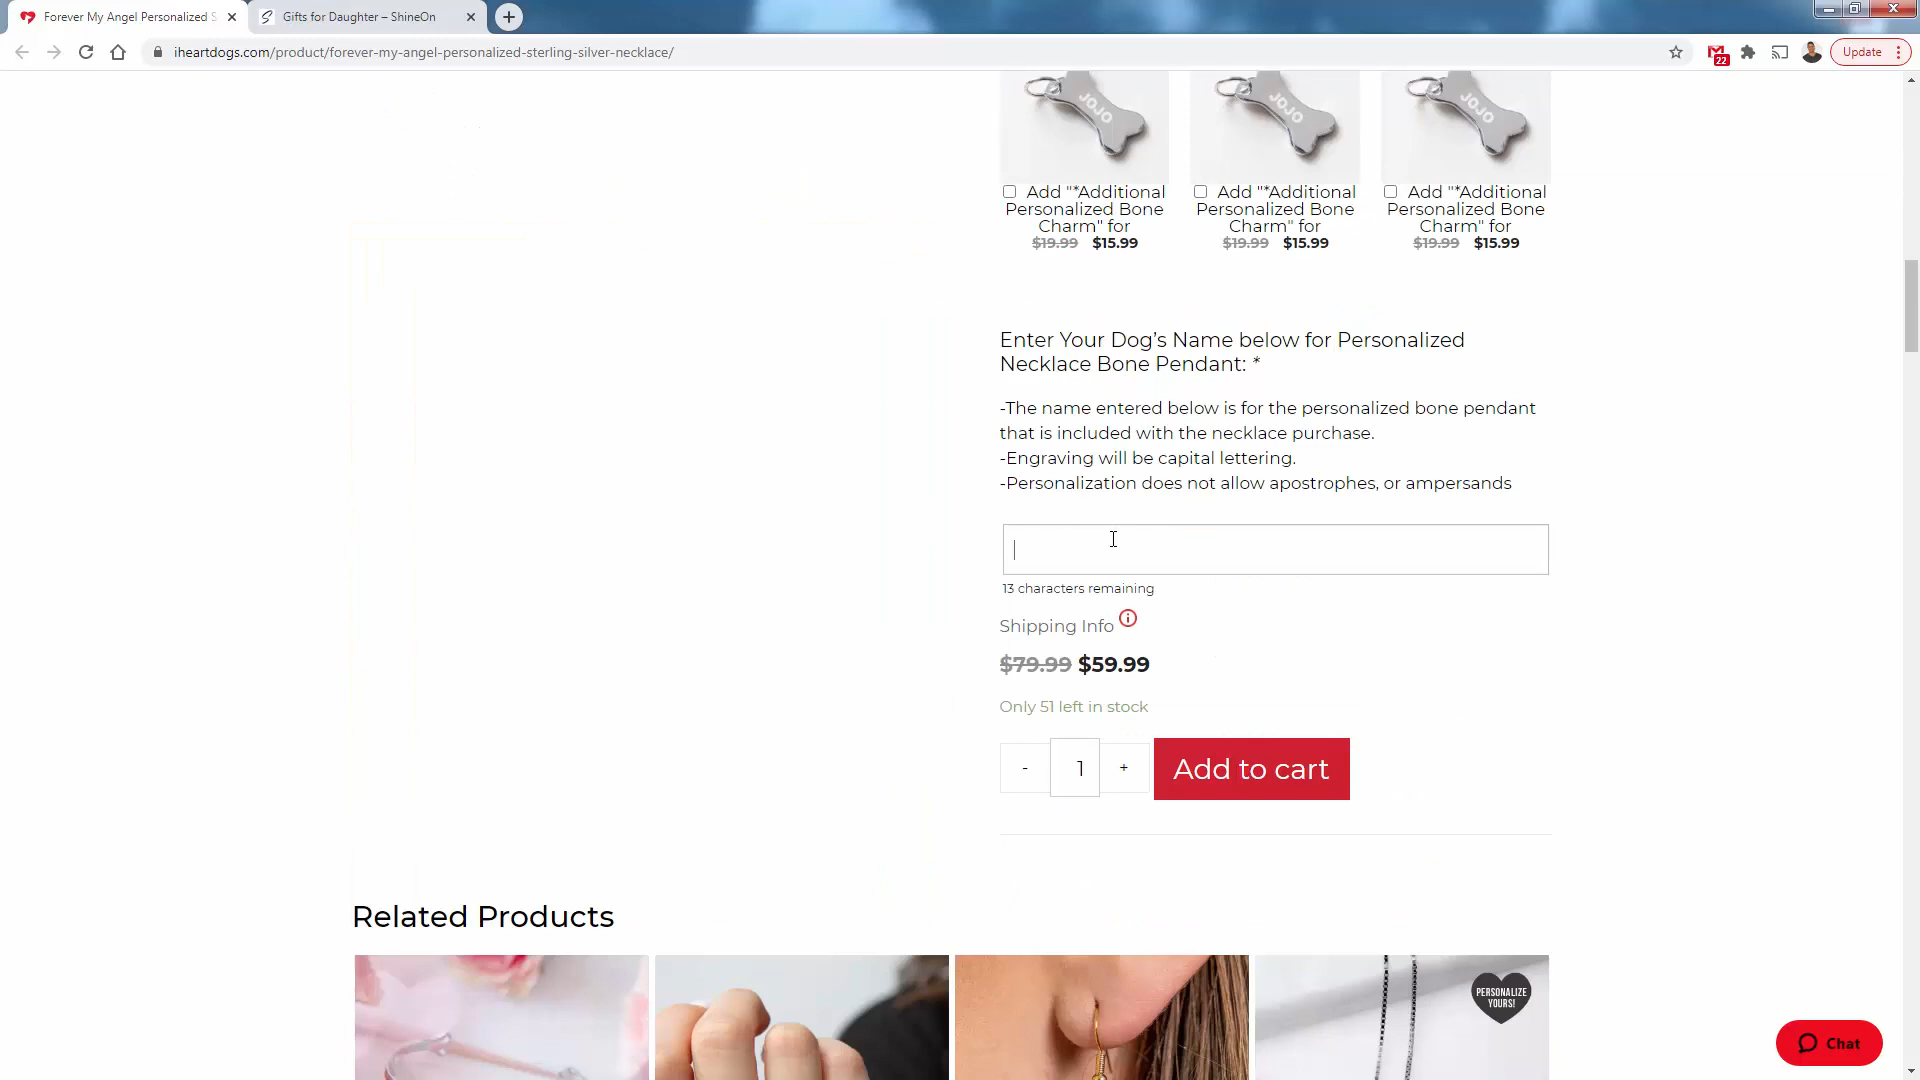 Forever My Angel Personalized S
Gifts for Daughter – ShineOn
iheartdogs.com/product/forever-my-angel-personalized-sterling-silver-necklace/
22
Update
JOJO
JOJO
JOJO
Add "*Additional
Personalized Bone
Charm" for
$19.99 $15.99
Add "*Additional
Personalized Bone
Charm" for
$19.99 $15.99
Add "*Additional
Personalized Bone
Charm" for
$19.99 $15.99
Enter Your Dog's Name below for Personalized
Necklace Bone Pendant: *
-The name entered below is for the personalized bone pendant
that is included with the necklace purchase.
-Engraving will be capital lettering.
-Personalization does not allow apostrophes, or ampersands
13 characters remaining
Shipping Info
$79.99 $59.99
Only 51 left in stock
- 1 + Add to cart
Related Products
PERSONALIZE
YOURS!
Chat